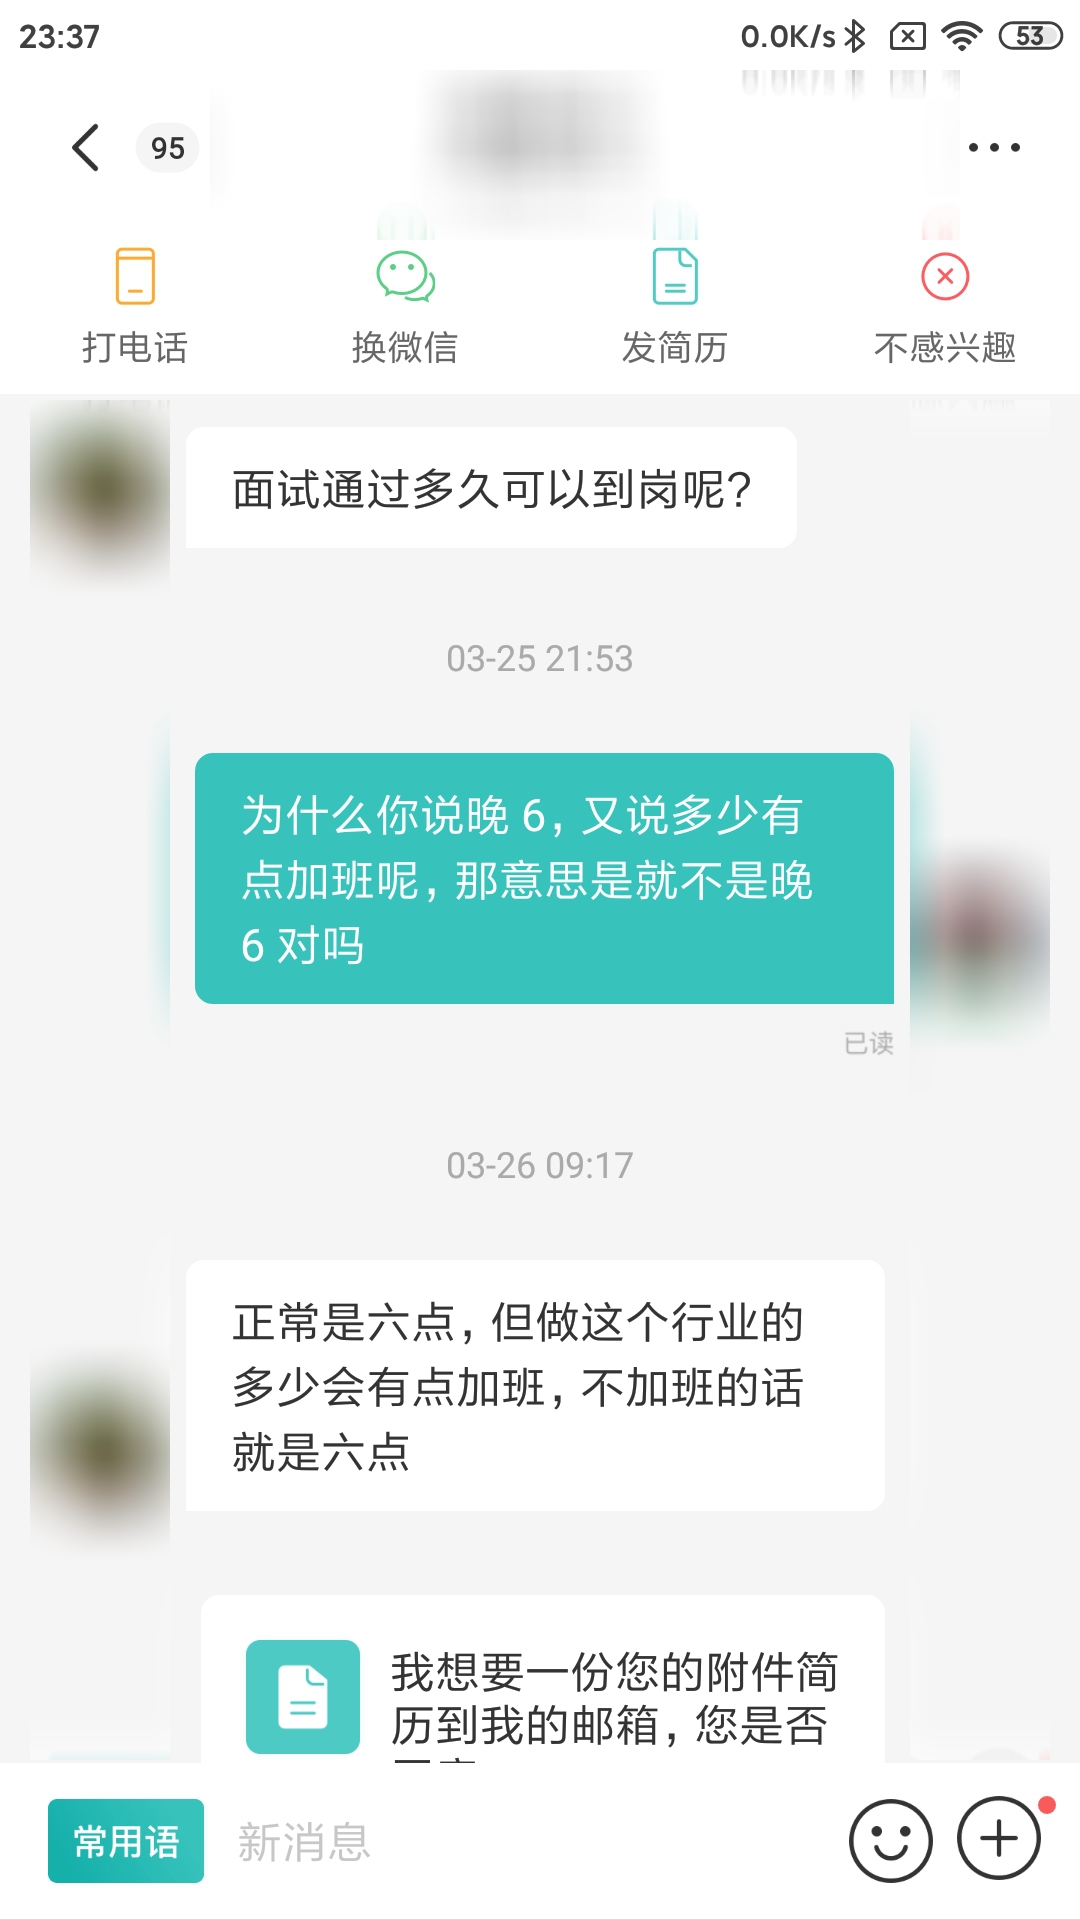 23:37
0.0K/s
53
95
打电话
换微信
发简历
不感兴趣
面试通过多久可以到岗呢?
03-25 21:53
为什么你说晚 6, 又说多少有
点加班呢, 那意思是就不是晚
6 对吗
已读
03-26 09:17
正常是六点, 但做这个行业的
多少会有点加班, 不加班的话
就是六点
我想要一份您的附件简
历到我的邮箱, 您是否
常用语
新消息